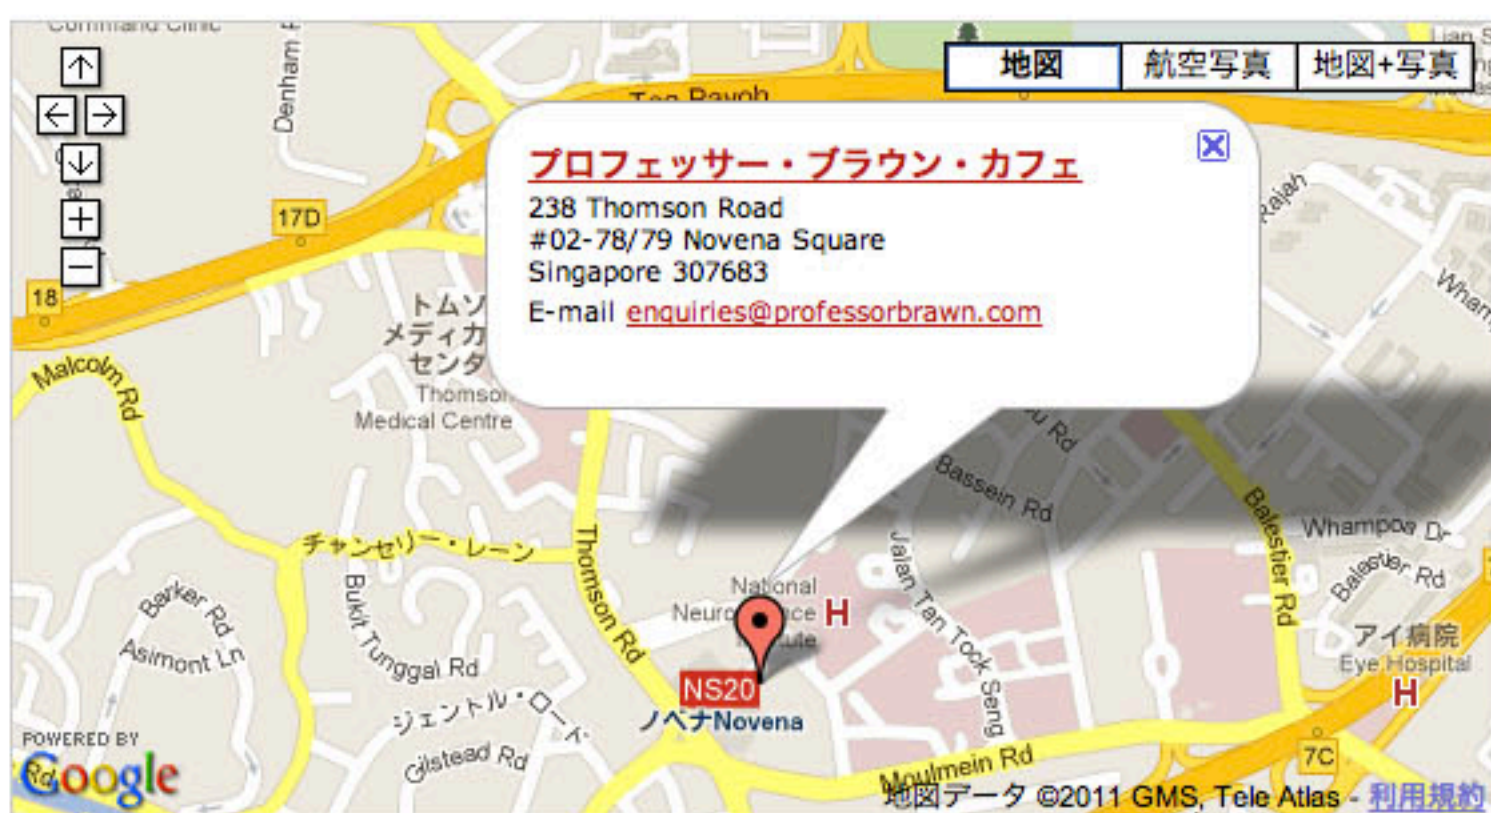 Command Clinic
Denham R
Toa Payoh
地図
航空写真
地図+写真
Lian S
プロフェッサー・ブラウン・カフェ
238 Thomson Road
#02-78/79 Novena Square
Singapore 307683
E-mail enquiries@professorbrawn.com
Rajah
17D
18
トムソ
メディカ
センタ
Thomson
Medical Centre
Malcolm Rd
Wham
Bassein Rd
Balestier Rd
Whampoa Dr
Balestier Rd
チャンセリー・レーン
Thomson Rd
Bukit Tunggal Rd
Barker Rd
Asimont Ln
National
Neuro
H
Jalan Tan Tock Seng
アイ病院
Eye Hospital
H
NS20
ノベナNovena
ジェントル・ロード
Gilstead Rd
Moulmein Rd
7C
POWERED BY
Google
Rd
地図データ ©2011 GMS, Tele Atlas - 利用規約